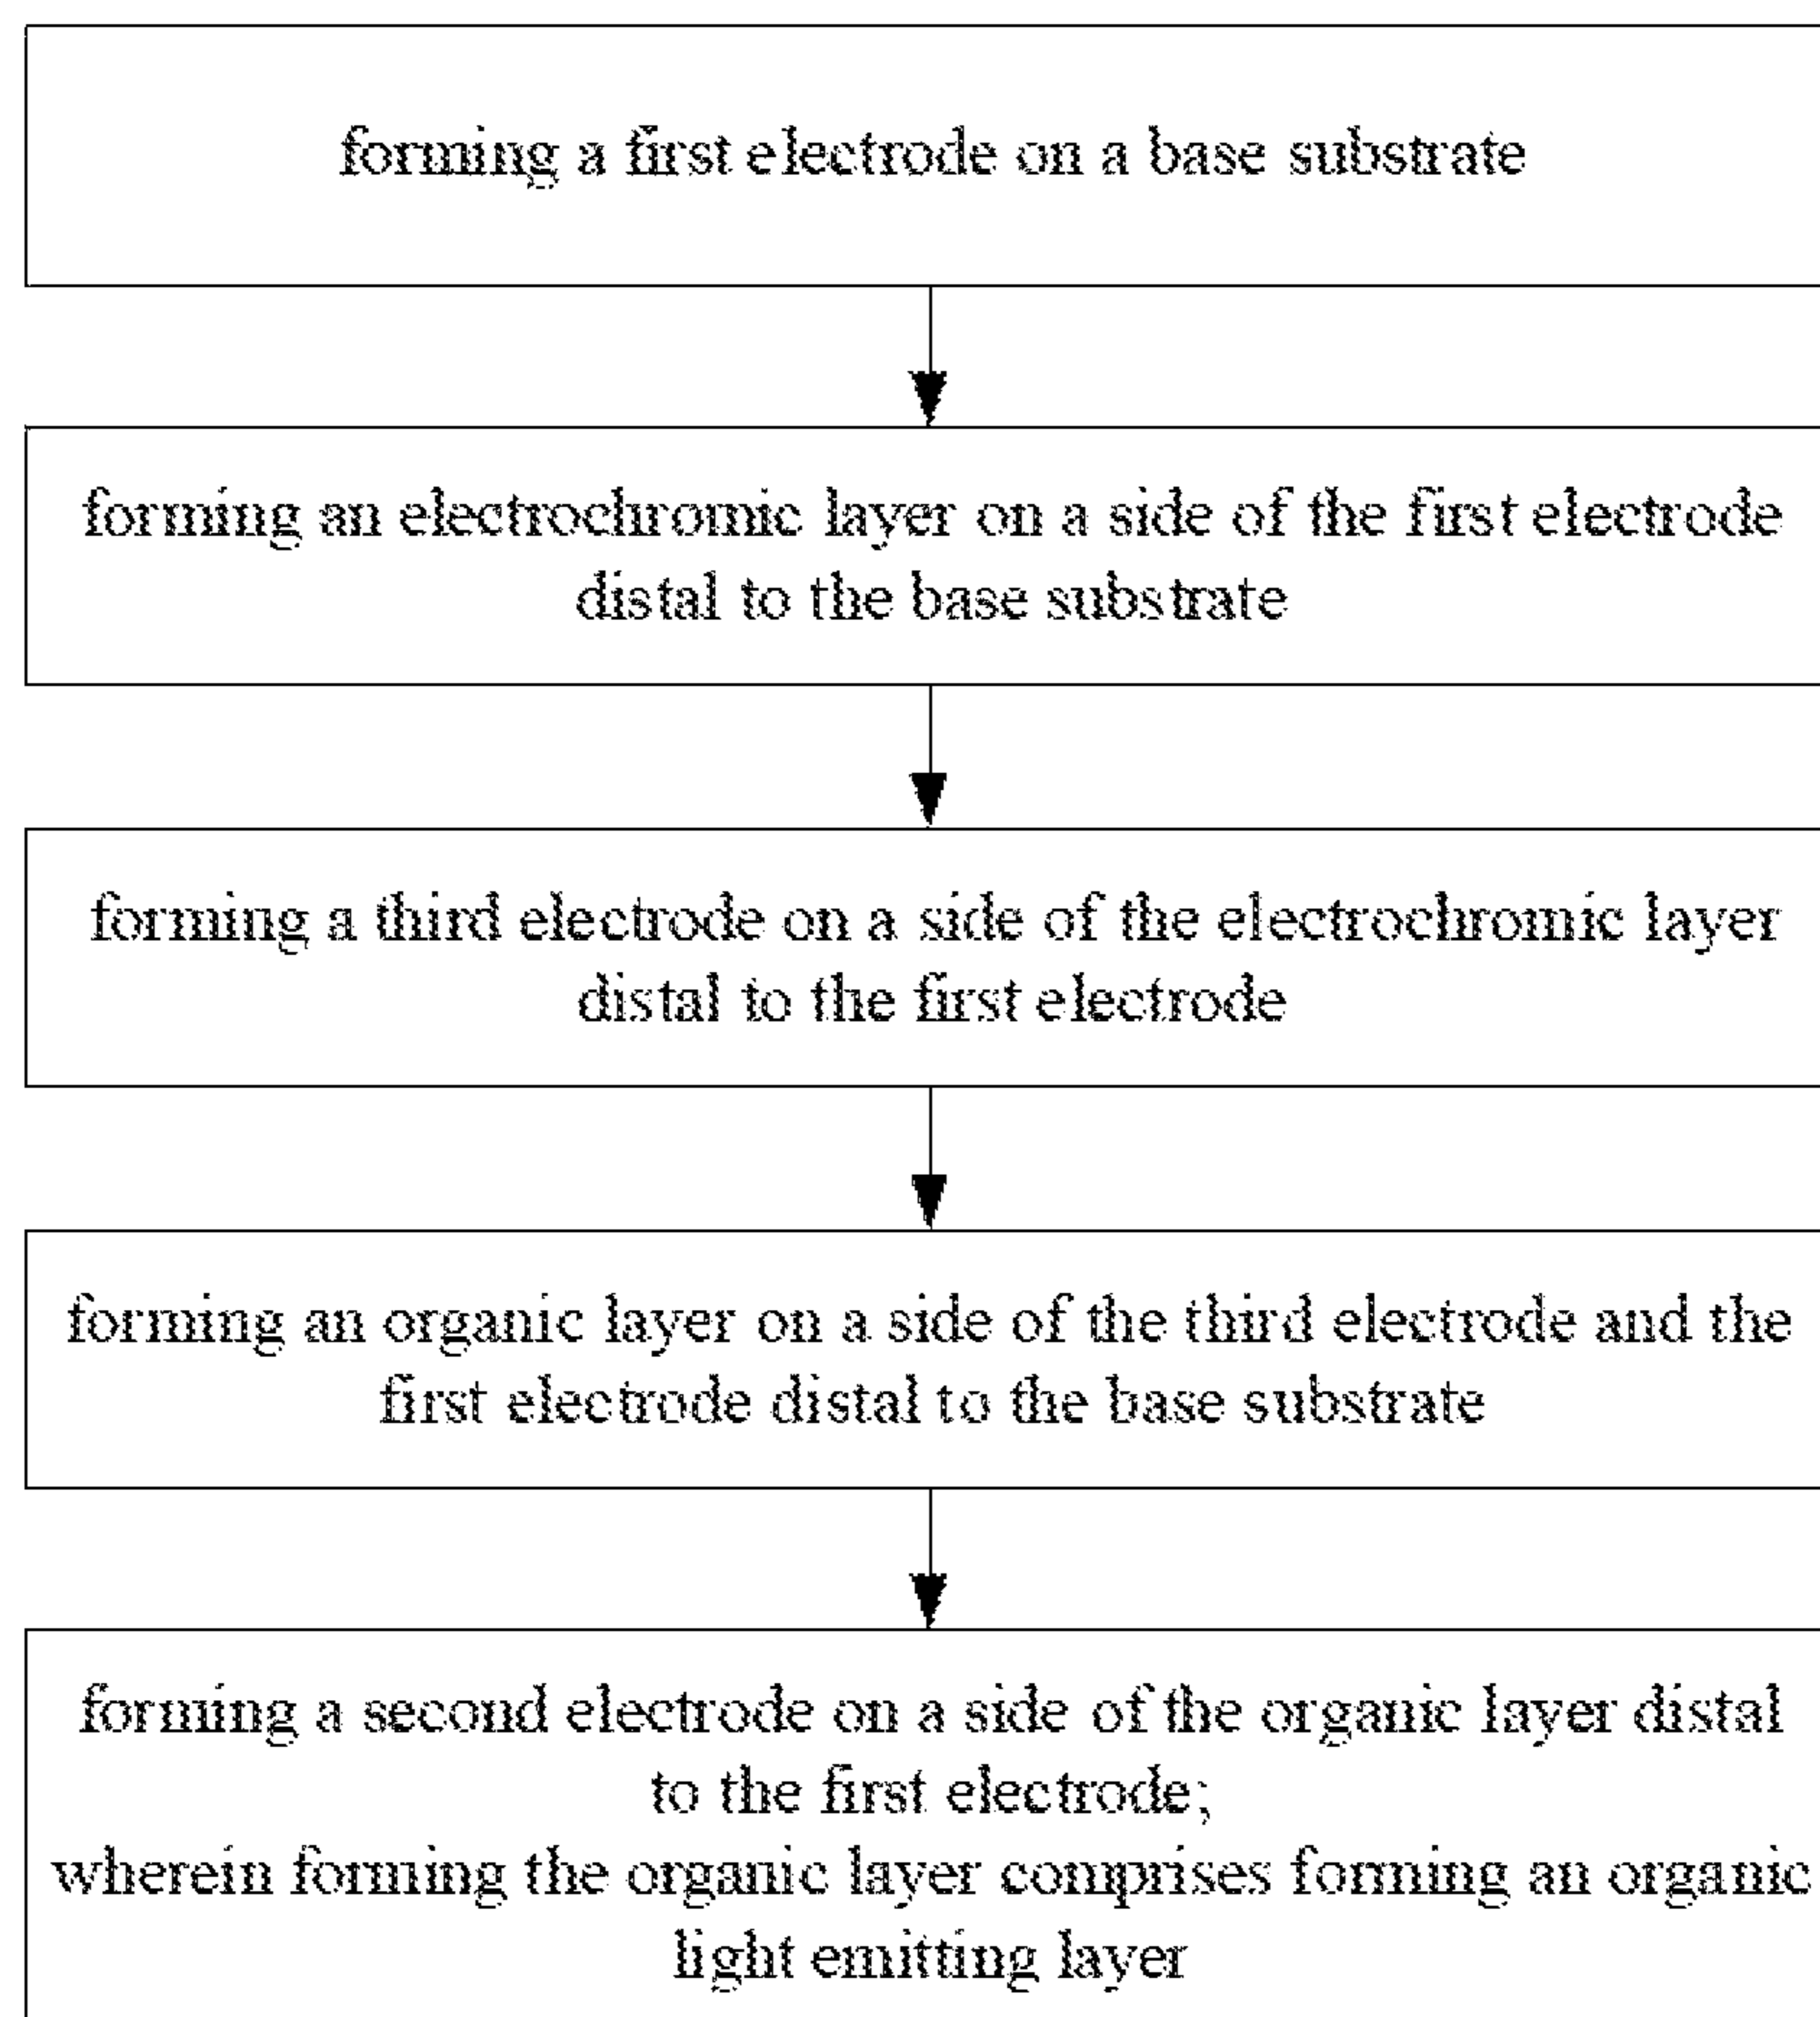 forming a first electrode on a base substrate
forming an electrochromic layer on a side of the first electrode
distal to the base substrate
forming a third electrode on a side of the electrochromic layer
distal to the first electrode
forming an organic layer on a side of the third electrode and the
first electrode distal to the base substrate
forming a second electrode on a side of the organic layer distal
to the first electrode;
wherein forming the organic layer comprises forming an organic
light emitting layer